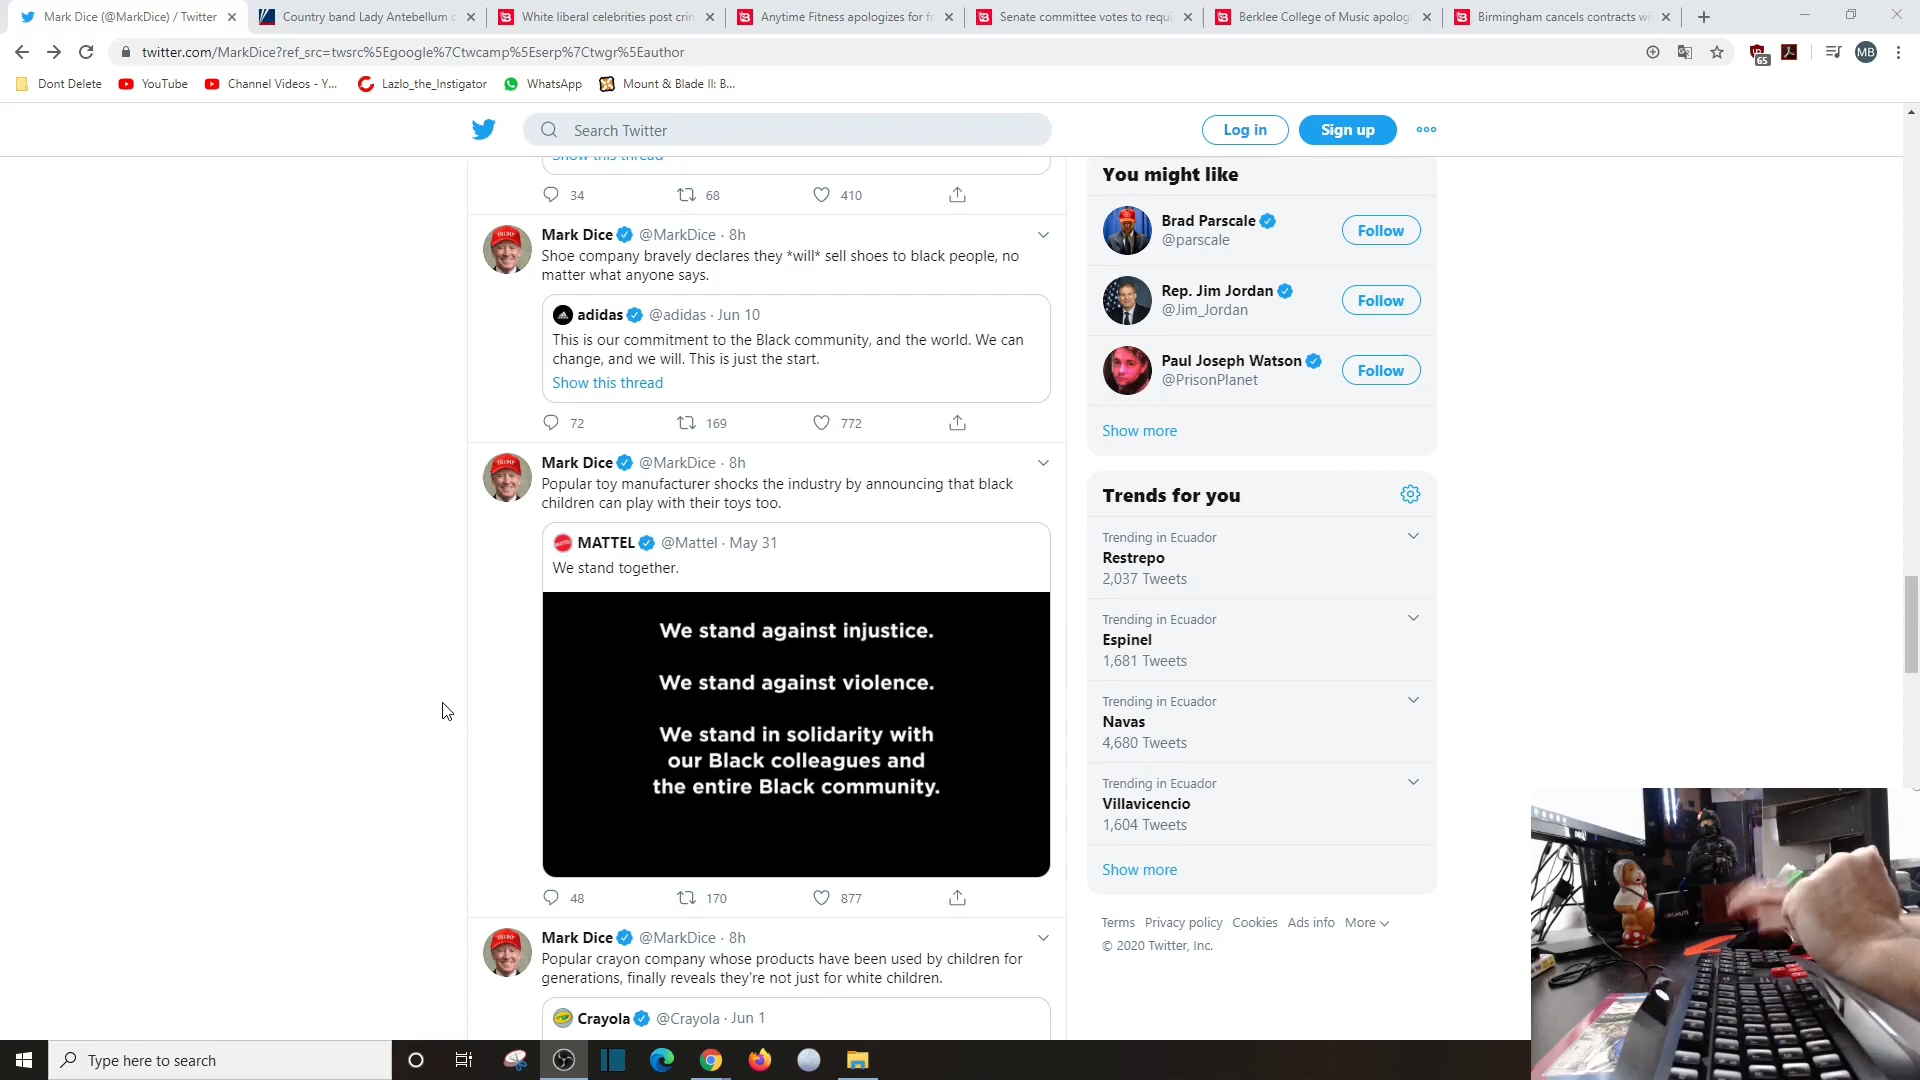 Mark Dice (@MarkDice) / Twitter
Country band Lady Antebellum c
White liberal celebrities post crin
Anytime Fitness apologizes for fr
Senate committee votes to requi
Berklee College of Music apolog
Birmingham cancels contracts w
twitter.com/MarkDice?ref_src=twsrc%5Egoogle%7Ctwcamp%5Eserp%7Ctwgr%5Eauthor
65
MB
Dont Delete
YouTube
Channel Videos - Y...
Lazlo_the_Instigator
WhatsApp
Mount & Blade II: B...
Search Twitter
Log in
Sign up
Show this thread
34 68 410
Mark Dice @MarkDice · 8h
Shoe company bravely declares they *will* sell shoes to black people, no
matter what anyone says.
adidas @adidas · Jun 10
This is our commitment to the Black community, and the world. We can
change, and we will. This is just the start.
Show this thread
72 169 772
Mark Dice @MarkDice · 8h
Popular toy manufacturer shocks the industry by announcing that black
children can play with their toys too.
MATTEL @Mattel · May 31
We stand together.
We stand against injustice.
We stand against violence.
We stand in solidarity with
our Black colleagues and
the entire Black community.
48 170 877
Mark Dice @MarkDice · 8h
Popular crayon company whose products have been used by children for
generations, finally reveals they're not just for white children.
Crayola @Crayola · Jun 1
You might like
Brad Parscale
@parscale
Follow
Rep. Jim Jordan
@Jim_Jordan
Follow
Paul Joseph Watson
@PrisonPlanet
Follow
Show more
Trends for you
Trending in Ecuador
Restrepo
2,037 Tweets
Trending in Ecuador
Espinel
1,681 Tweets
Trending in Ecuador
Navas
4,680 Tweets
Trending in Ecuador
Villavicencio
1,604 Tweets
Show more
Terms Privacy policy Cookies Ads info More
© 2020 Twitter, Inc.
Type here to search